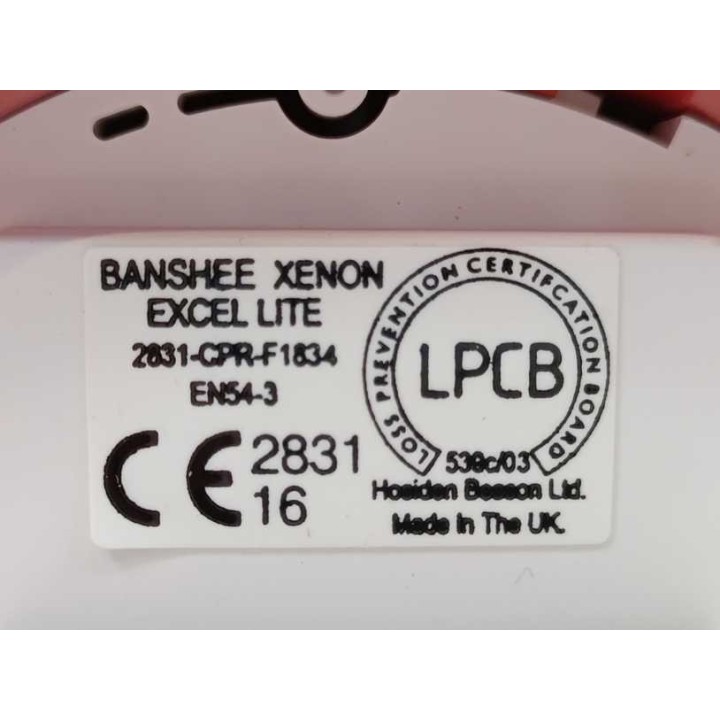 BANSHEE XENON
EXCEL LITE
2831-CPR-F1834
EN54-3
CE 2831
16
LOSS PREVENTION CERTIFCATION BOARD
LPCB
539c/03
Hosiden Besson Ltd.
Made In The UK.